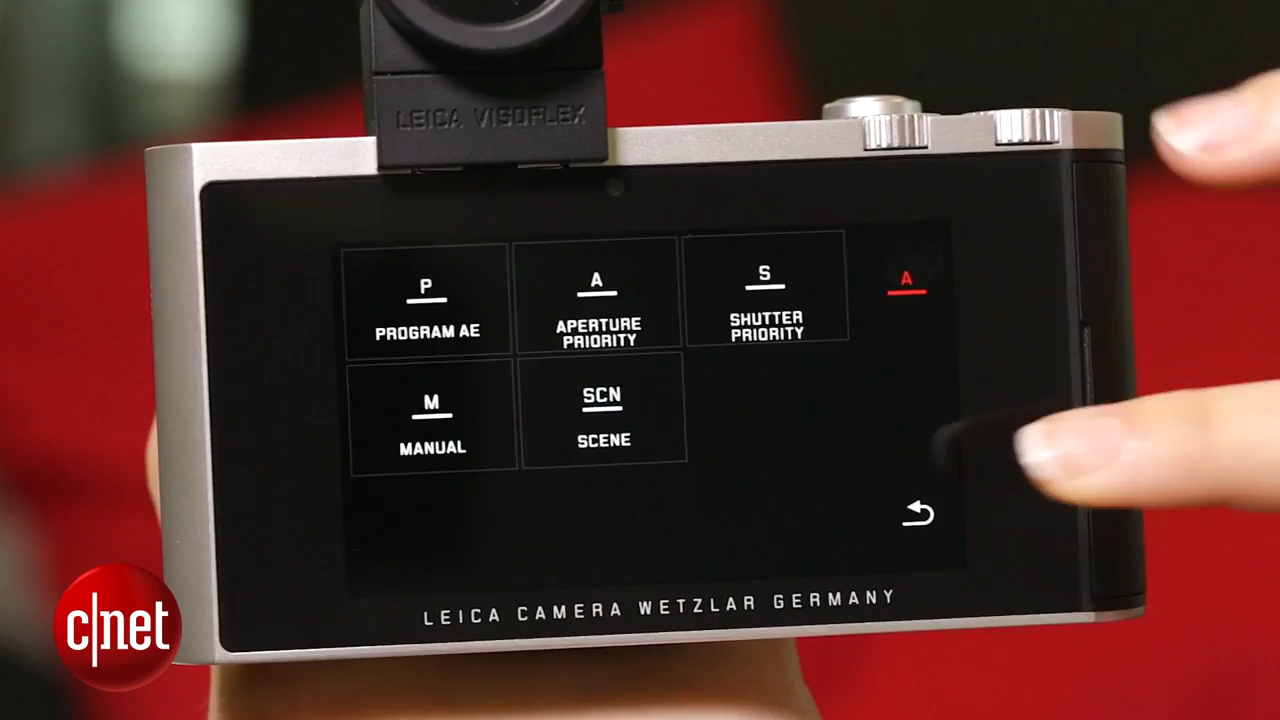 LEICA VISOFLEX
P
PROGRAM AE
A
APERTURE
PRIORITY
S
SHUTTER
PRIORITY
A
M
MANUAL
SCN
SCENE
LEICA CAMERA WETZLAR GERMANY
c|net